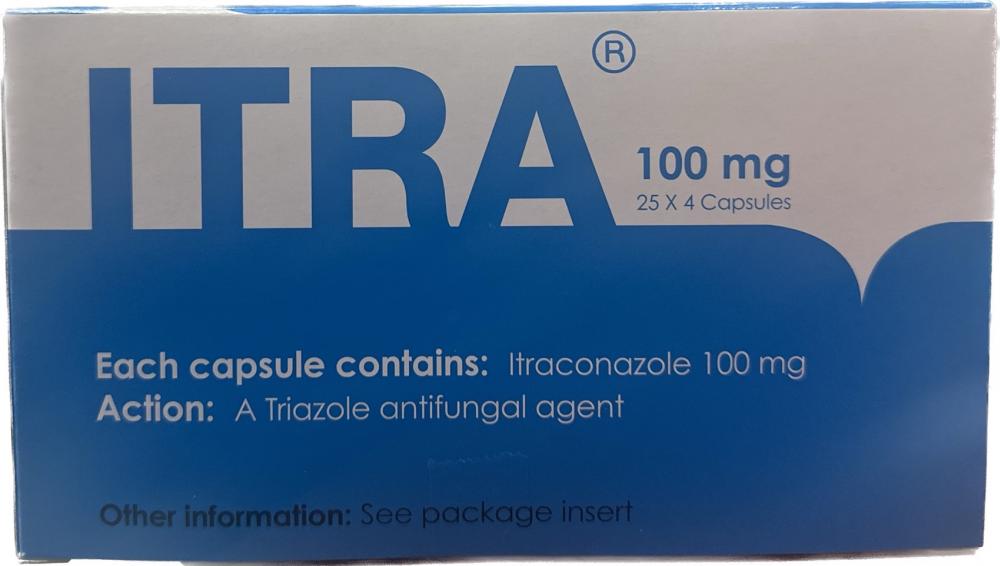 ITRA®
100 mg
25 X 4 Capsules
Each capsule contains: Itraconazole 100 mg
Action: A Triazole antifungal agent
Other information: See package insert